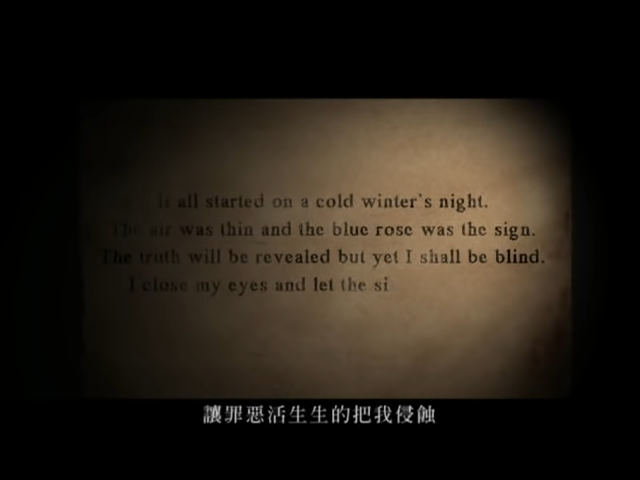 It all started on a cold winter's night.
The air was thin and the blue rose was the sign.
The truth will be revealed but yet I shall be blind.
I close my eyes and let the si
讓罪惡活生生的把我侵蝕